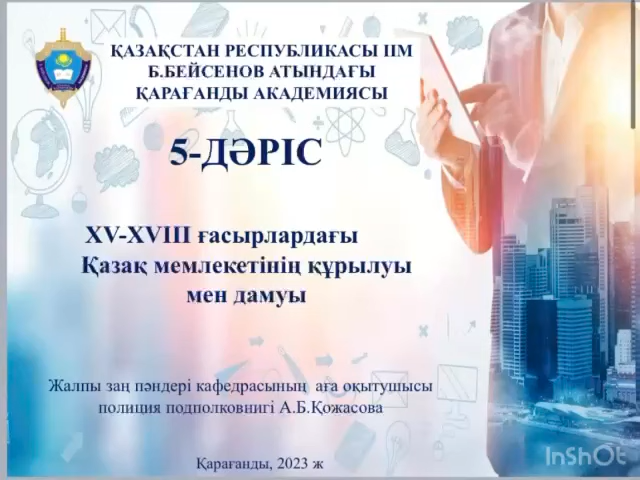 ҚАЗАҚСТАН РЕСПУБЛИКАСЫ ІІМ
Б.БЕЙСЕНОВ АТЫНДАҒЫ
ҚАРАҒАНДЫ АКАДЕМИЯСЫ
5-ДӘРІС
XV-XVIII ғасырлардағы
Қазақ мемлекетінің құрылуы
мен дамуы
Жалпы заң пәндері кафедрасының аға оқытушысы
полиция подполковнигі А.Б.Қожасова
Қарағанды, 2023 ж
InShOt